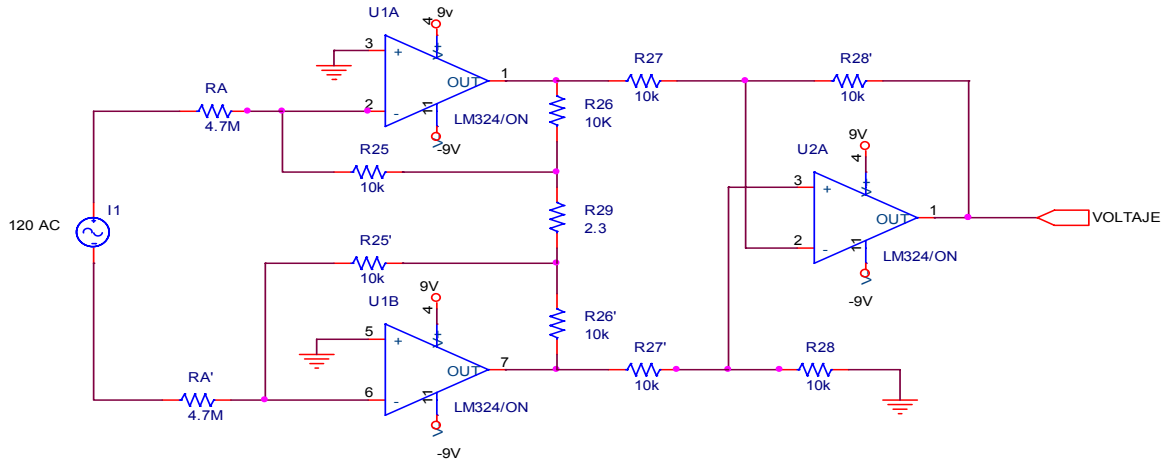 U1A
9v
4
V+
3
+
OUT
1
2
-
11
V-
LM324/ON
-9V
RA
4.7M
R25
10k
R26
10K
R27
10k
R28'
10k
U2A
9V
4
V+
3
+
OUT
1
2
-
11
V-
LM324/ON
-9V
VOLTAJE
120 AC
I1
R29
2.3
R25'
10k
U1B
9V
4
V+
5
+
OUT
7
6
-
11
V-
LM324/ON
-9V
R26'
10k
RA'
4.7M
R27'
10k
R28
10k